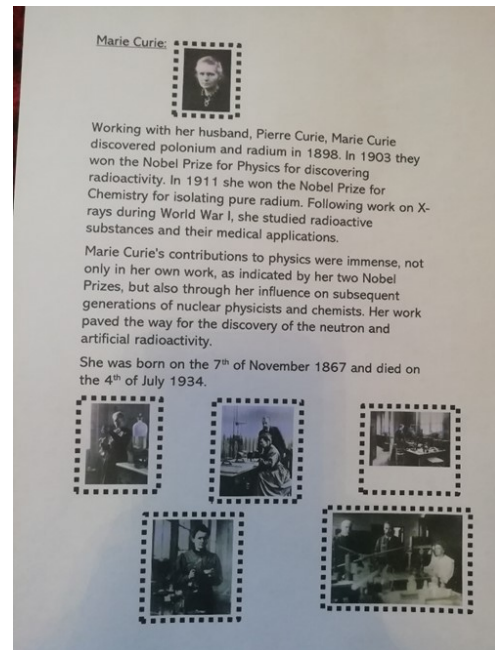 Marie Curie:
Working with her husband, Pierre Curie, Marie Curie
discovered polonium and radium in 1898. In 1903 they
won the Nobel Prize for Physics for discovering
radioactivity. In 1911 she won the Nobel Prize for
Chemistry for isolating pure radium. Following work on X-
rays during World War I, she studied radioactive
substances and their medical applications.
Marie Curie's contributions to physics were immense, not
only in her own work, as indicated by her two Nobel
Prizes, but also through her influence on subsequent
generations of nuclear physicists and chemists. Her work
paved the way for the discovery of the neutron and
artificial radioactivity.
She was born on the 7th of November 1867 and died on
the 4th of July 1934.